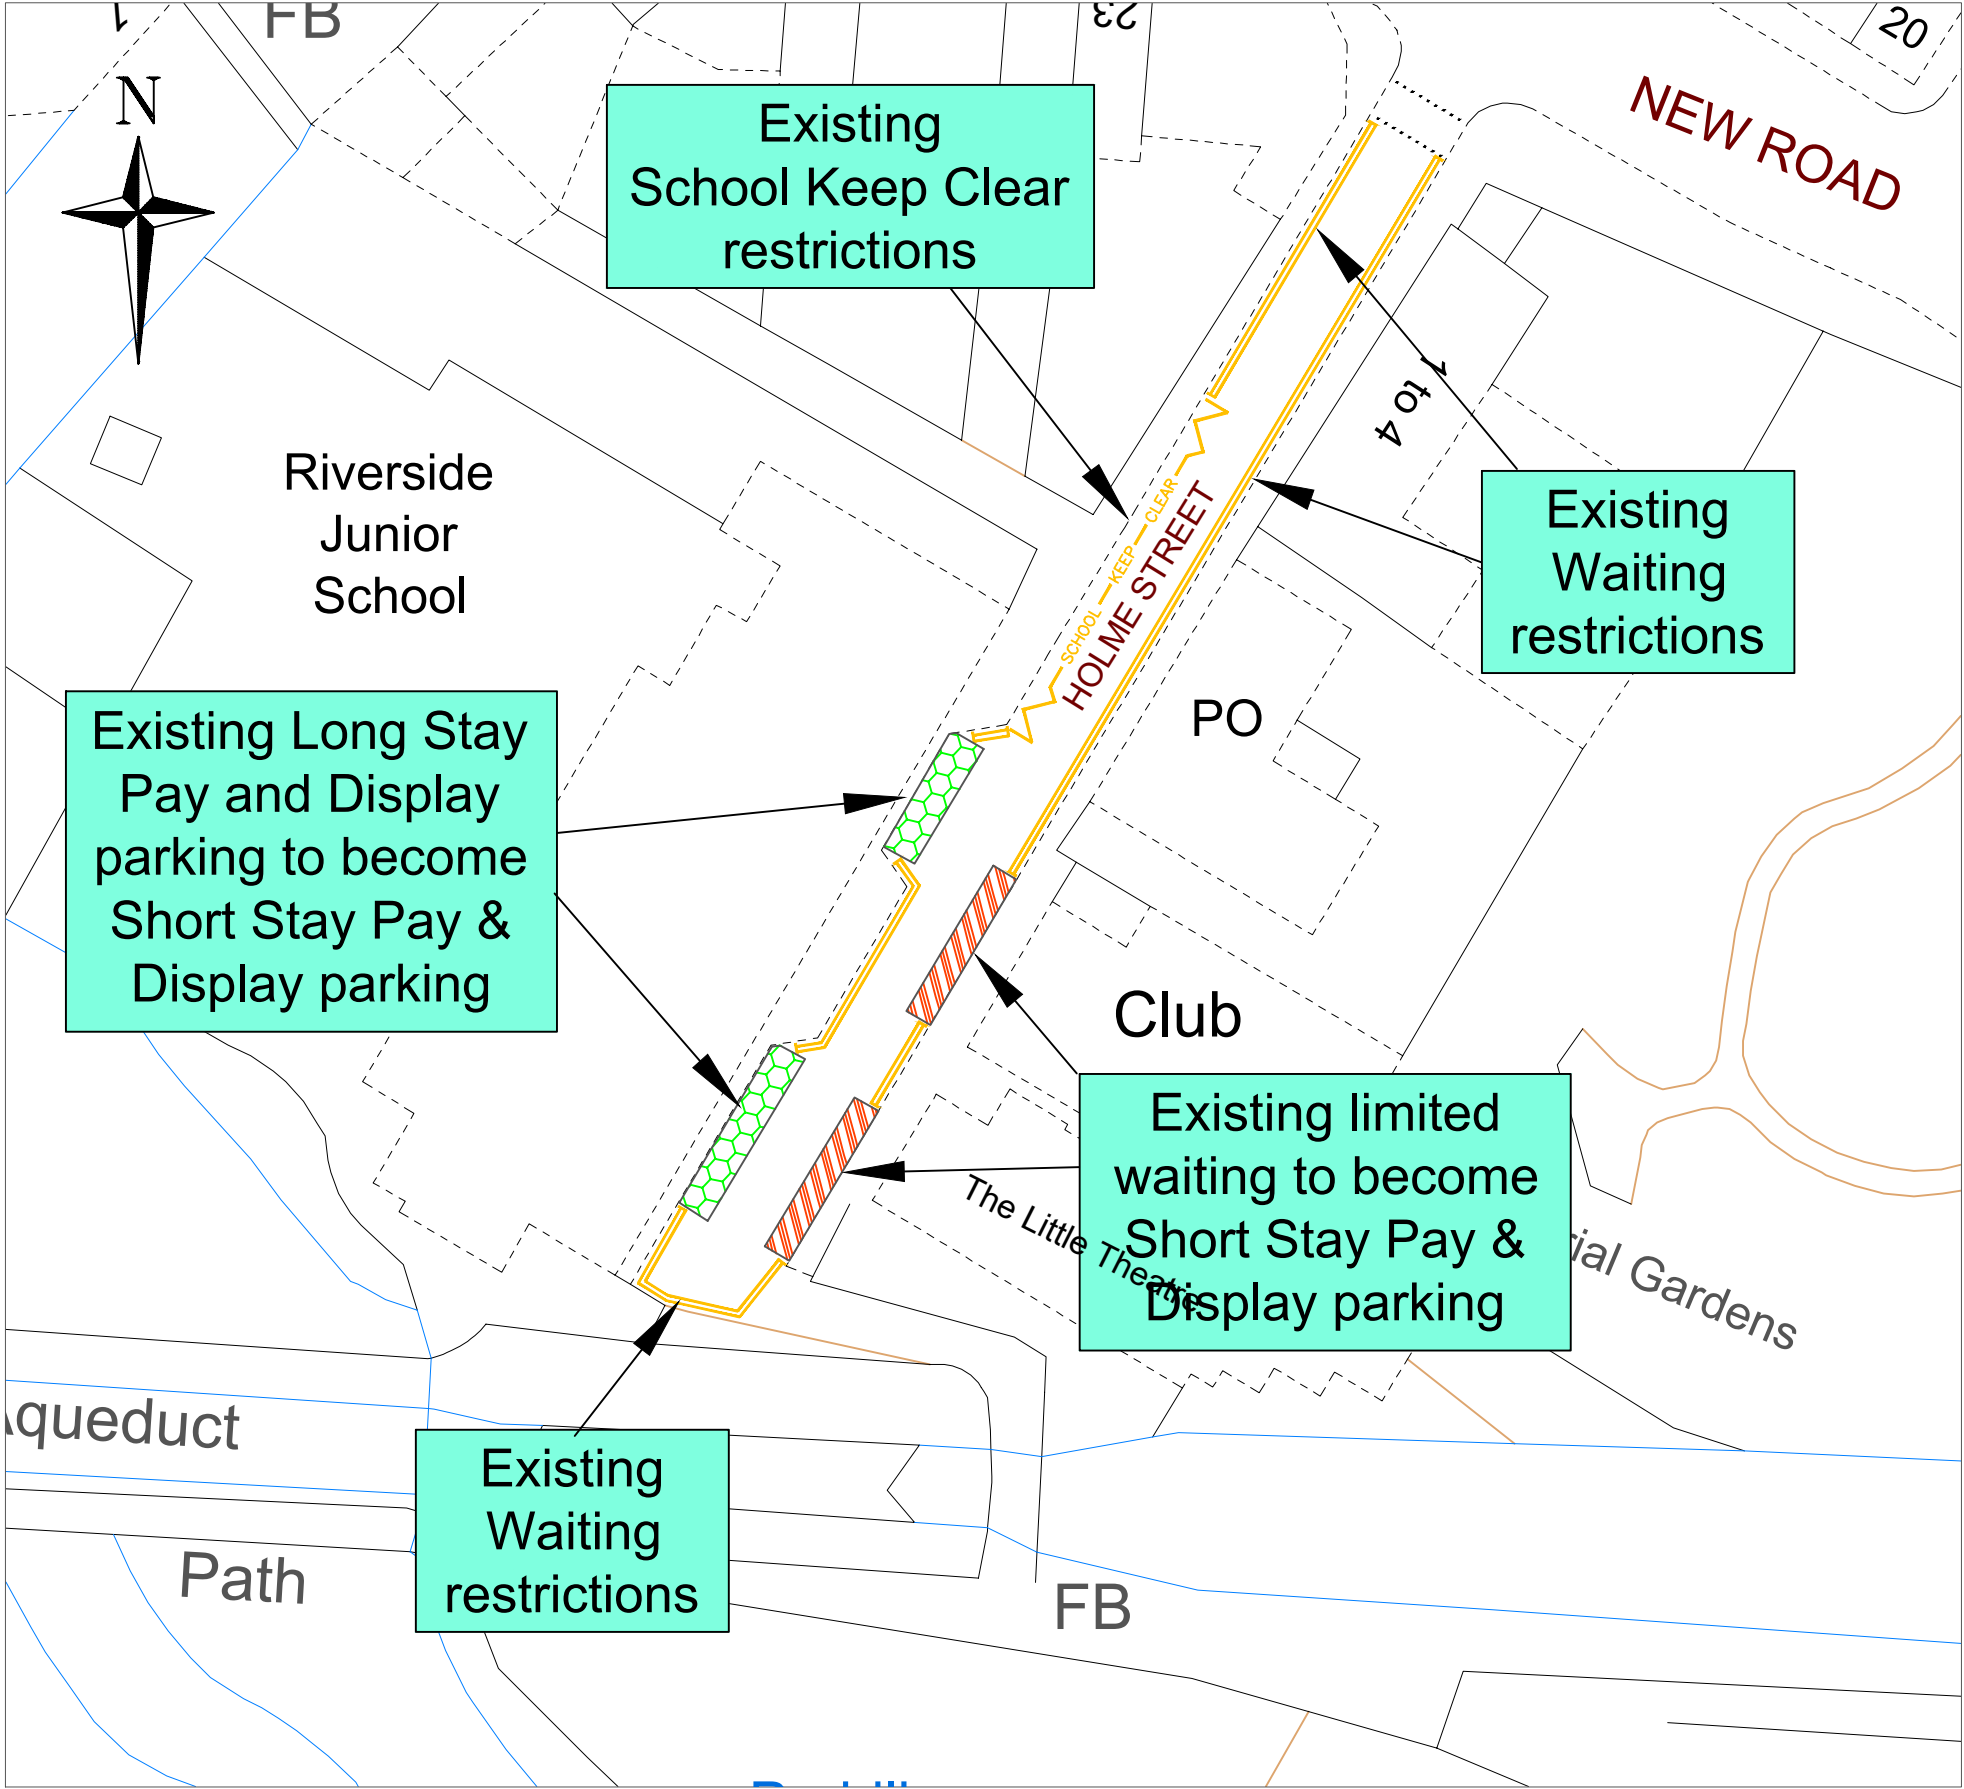 FB
23
20
N
NEW ROAD
Existing
School Keep Clear
restrictions
1 to 4
Riverside
Junior
School
SCHOOL KEEP CLEAR
HOLME STREET
Existing
Waiting
restrictions
PO
Existing Long Stay
Pay and Display
parking to become
Short Stay Pay &
Display parking
Club
The Little Theatre
Existing limited
waiting to become
Short Stay Pay &
Display parking
Gardens
Aqueduct
Existing
Waiting
restrictions
Path
FB